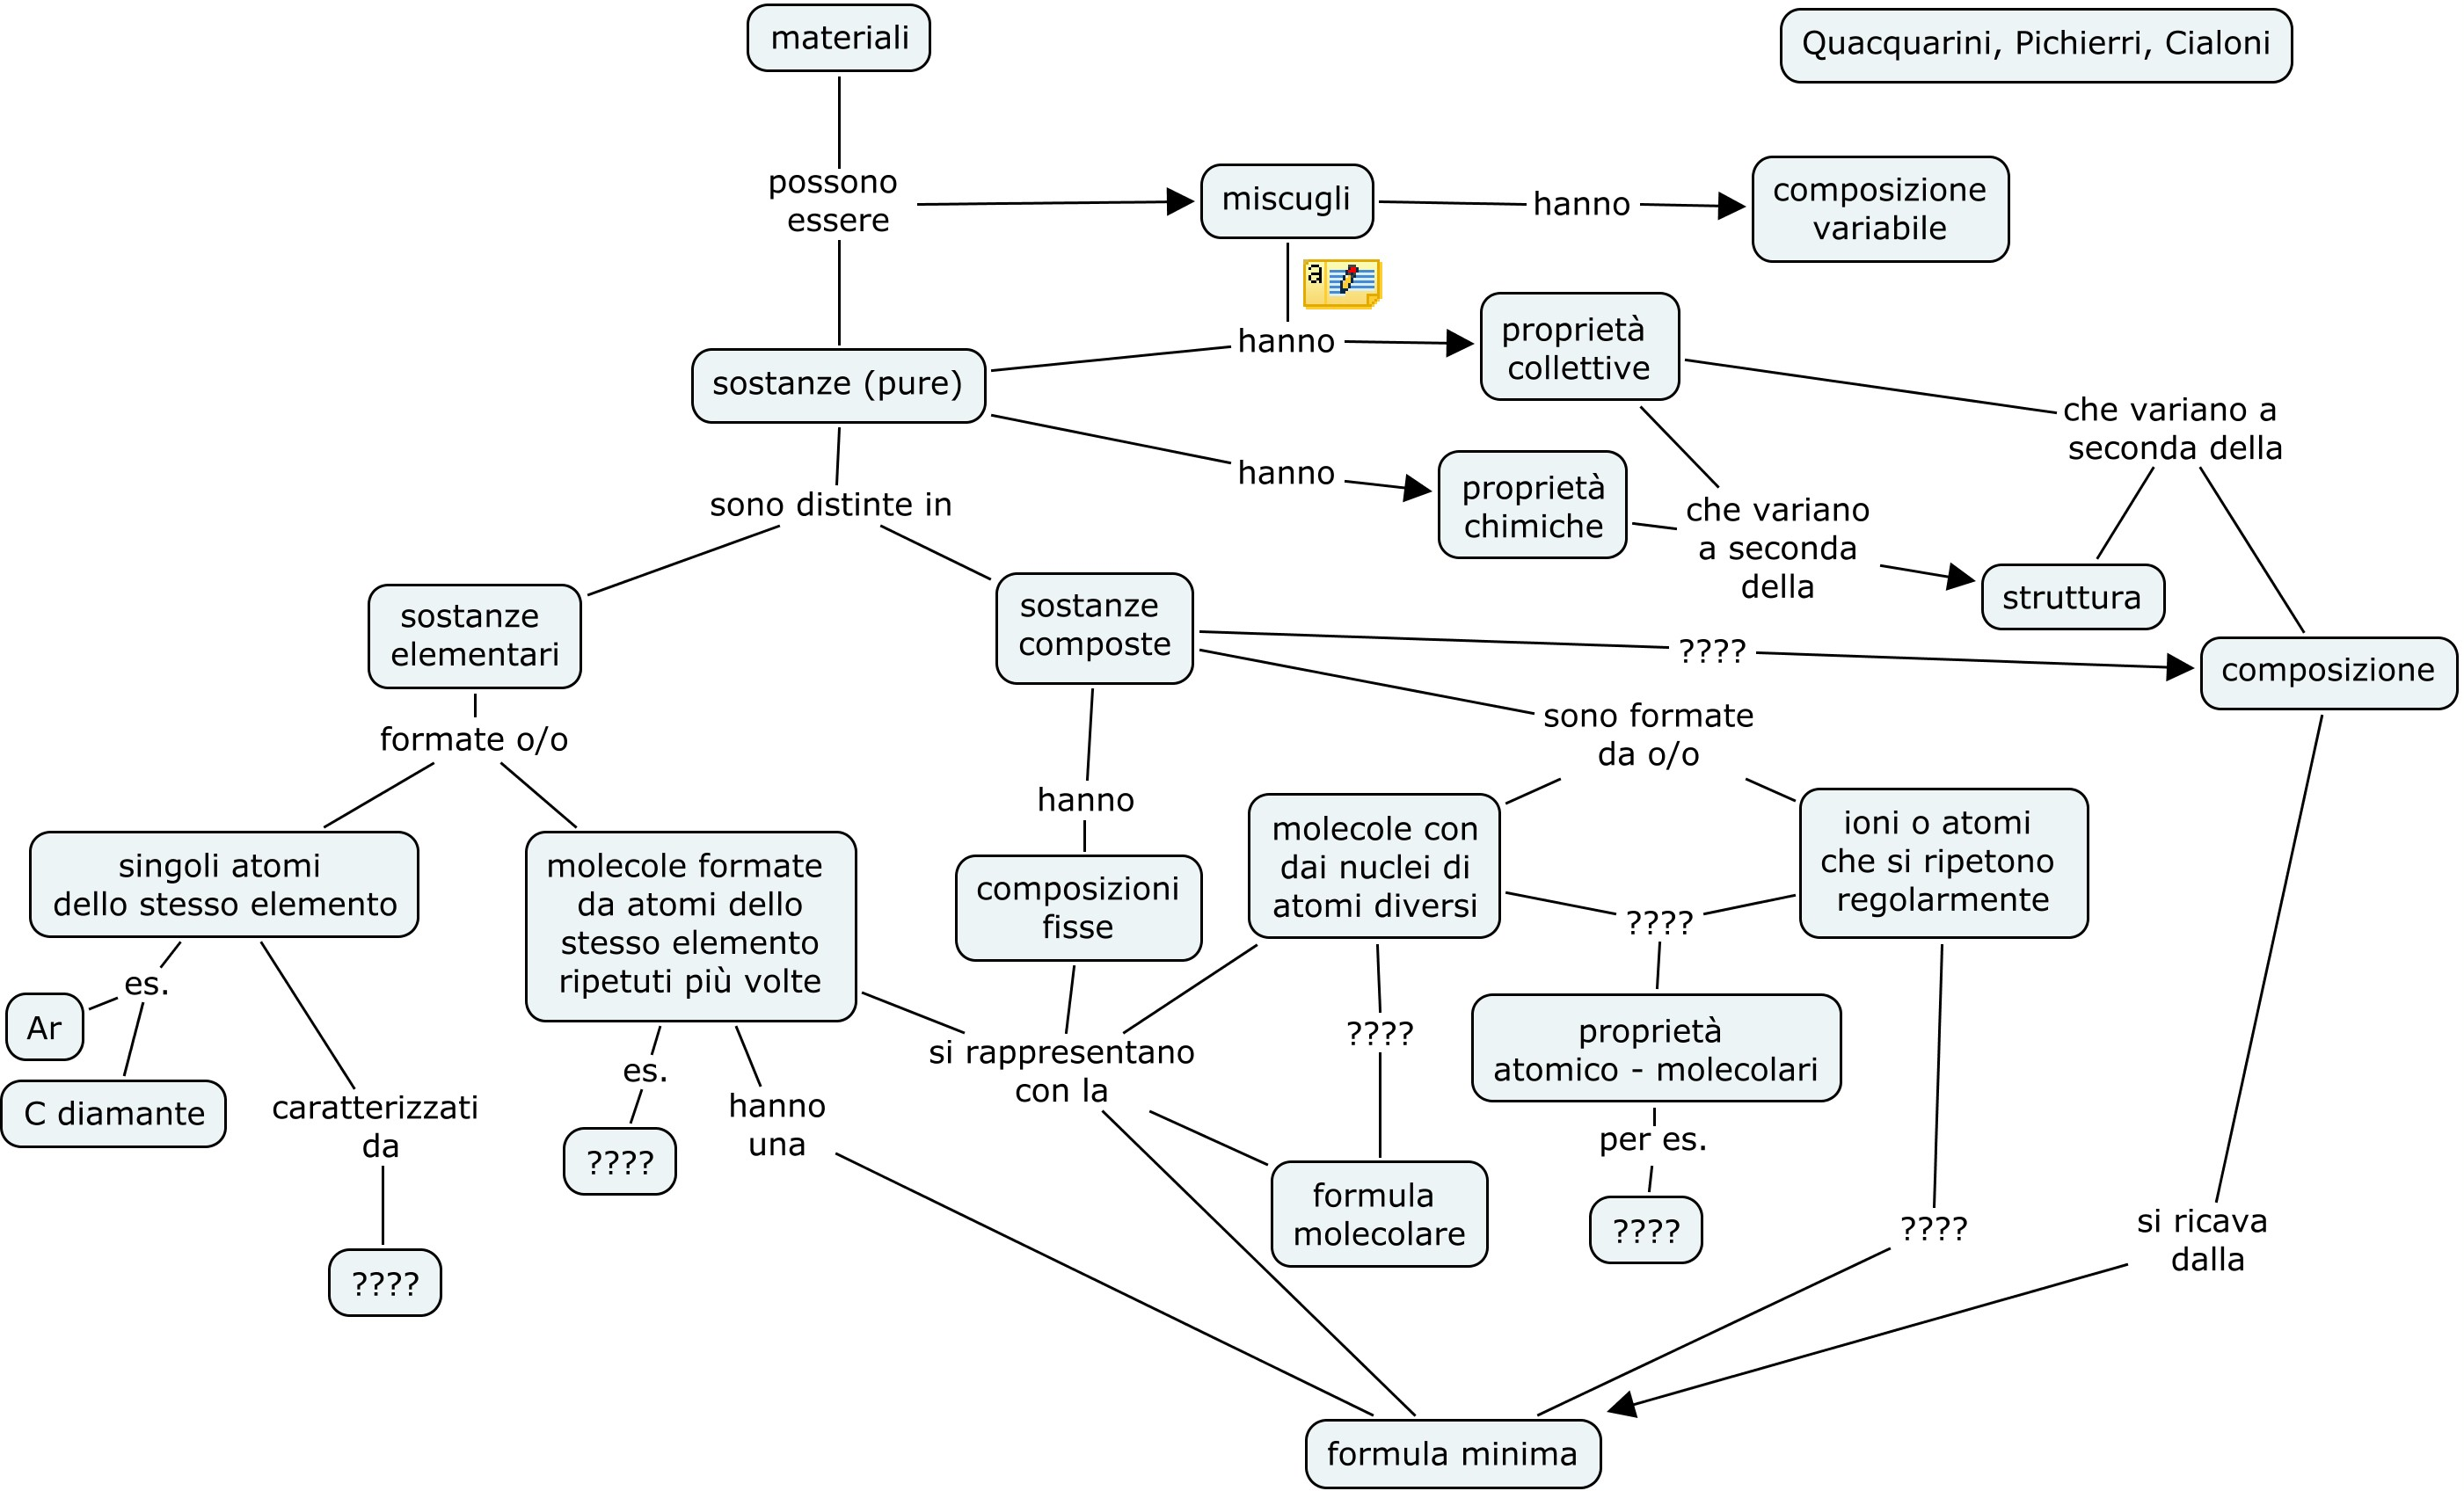 materiali
Quacquarini, Pichierri, Cialoni
possono
essere
miscugli
hanno
composizione
variabile
a
sostanze (pure)
hanno
proprietà
collettive
che variano a
seconda della
hanno
proprietà
chimiche
che variano
a seconda
della
struttura
sono distinte in
sostanze
elementari
sostanze
composte
????
composizione
formate o/o
sono formate
da o/o
hanno
singoli atomi
dello stesso elemento
molecole formate
da atomi dello
stesso elemento
ripetuti più volte
composizioni
fisse
molecole con
dai nuclei di
atomi diversi
ioni o atomi
che si ripetono
regolarmente
????
es.
Ar
C diamante
caratterizzati
da
????
es.
????
hanno
una
si rappresentano
con la
????
formula
molecolare
proprietà
atomico - molecolari
per es.
????
????
si ricava
dalla
formula minima